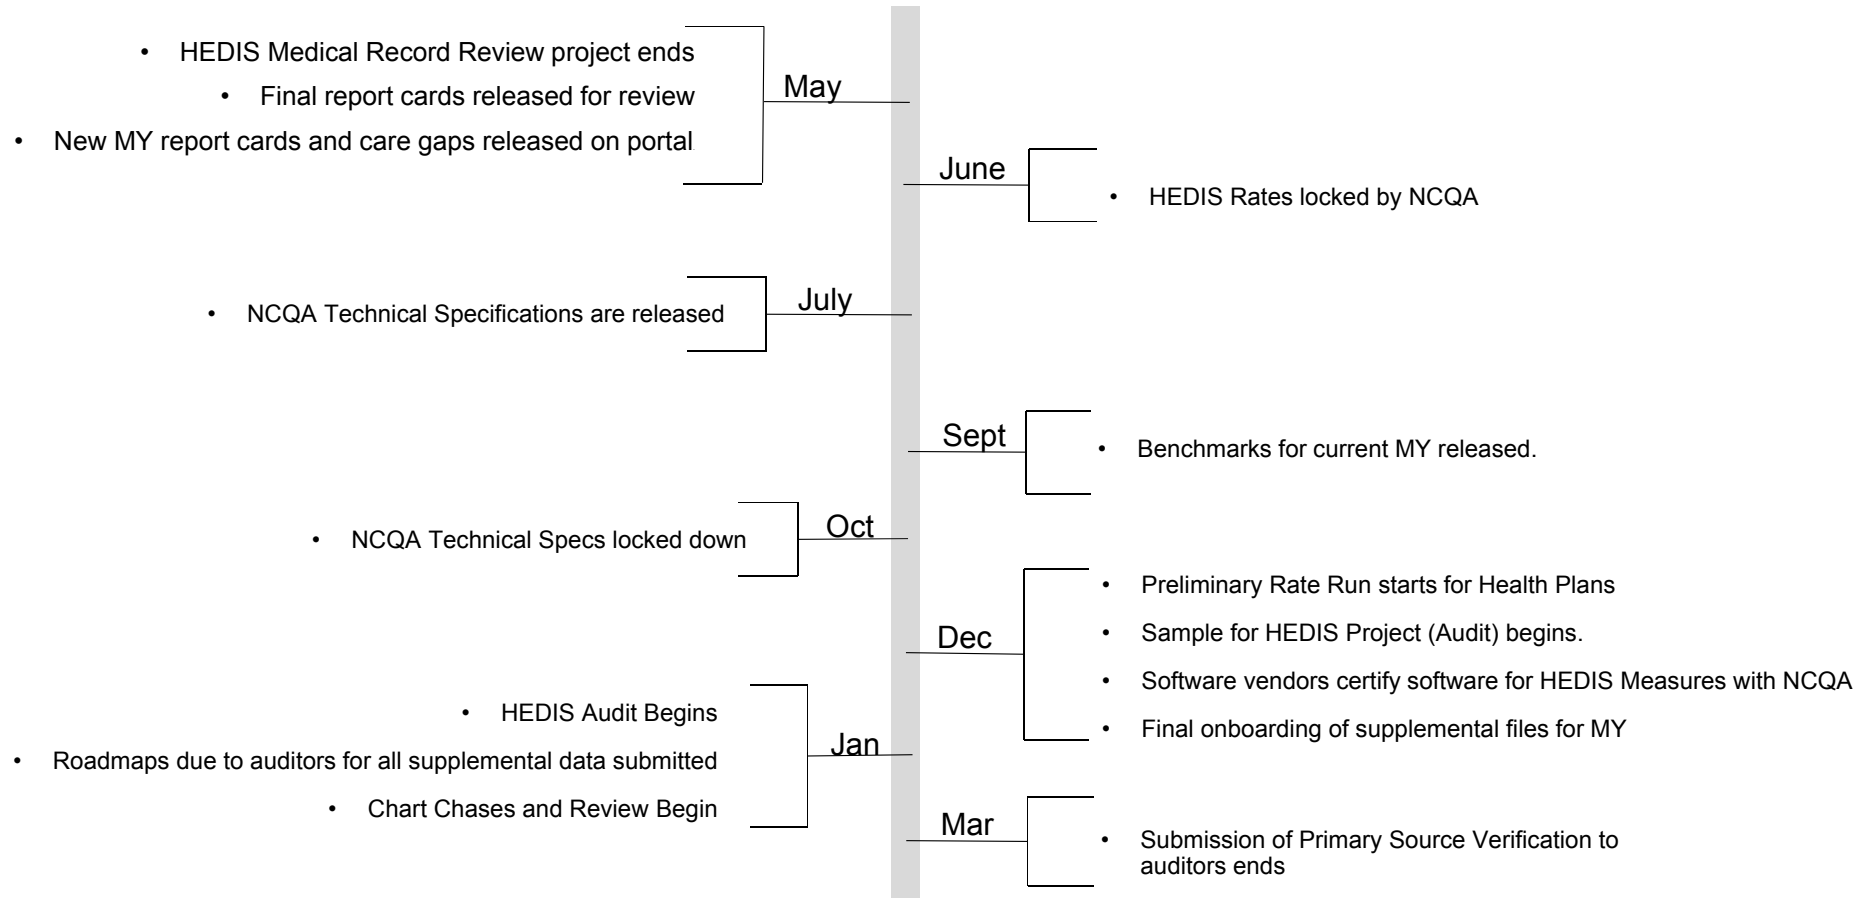 • HEDIS Medical Record Review project ends
• Final report cards released for review
• New MY report cards and care gaps released on portal
May
June
• HEDIS Rates locked by NCQA
• NCQA Technical Specifications are released
July
Sept
• Benchmarks for current MY released.
• NCQA Technical Specs locked down
Oct
Dec
• Preliminary Rate Run starts for Health Plans
• Sample for HEDIS Project (Audit) begins.
• Software vendors certify software for HEDIS Measures with NCQA
• Final onboarding of supplemental files for MY
• HEDIS Audit Begins
• Roadmaps due to auditors for all supplemental data submitted
• Chart Chases and Review Begin
Jan
Mar
• Submission of Primary Source Verification to
auditors ends